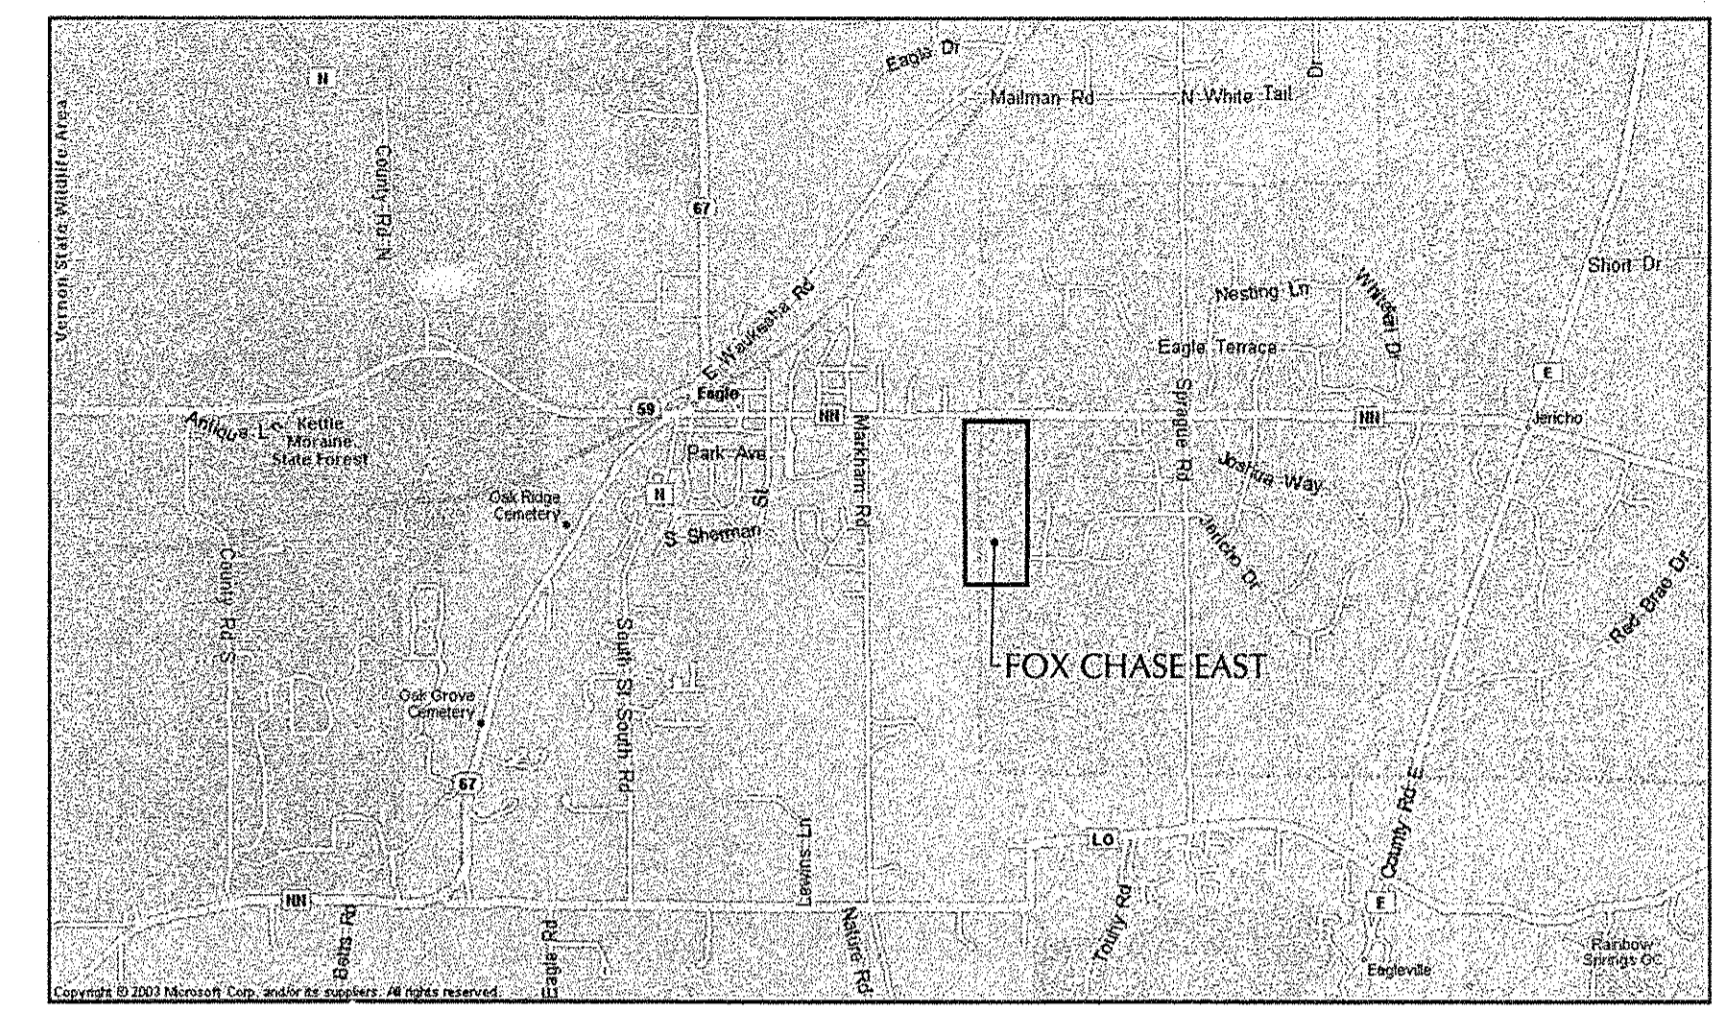 Eagle Dr
N
Mailman Rd
N White Tail
Dr
Vernon State Wildlife Area
County Rd N
67
Short Dr
Nesting Ln
Whitetail Dr
E Waukesha Rd
Eagle Terrace
E
Eagle
59
NN
NN
Jericho
Antique Ln
Kettle
Moraine
State Forest
Markham Rd
Sprague Rd
Park Ave
Joshua Way
Oak Ridge
Cemetery
N
St
S Sherman
Jericho Dr
County Rd S
Red Brae Dr
South St South Rd
FOX CHASE EAST
Oak Grove
Cemetery
67
County Rd E
Lewins Ln
LO
NN
E
Betts Rd
Eagle Rd
Nature Rd
Touhy Rd
Rainbow
Springs GC
Eagleville
Copyright © 2003 Microsoft Corp. and/or its suppliers. All rights reserved.